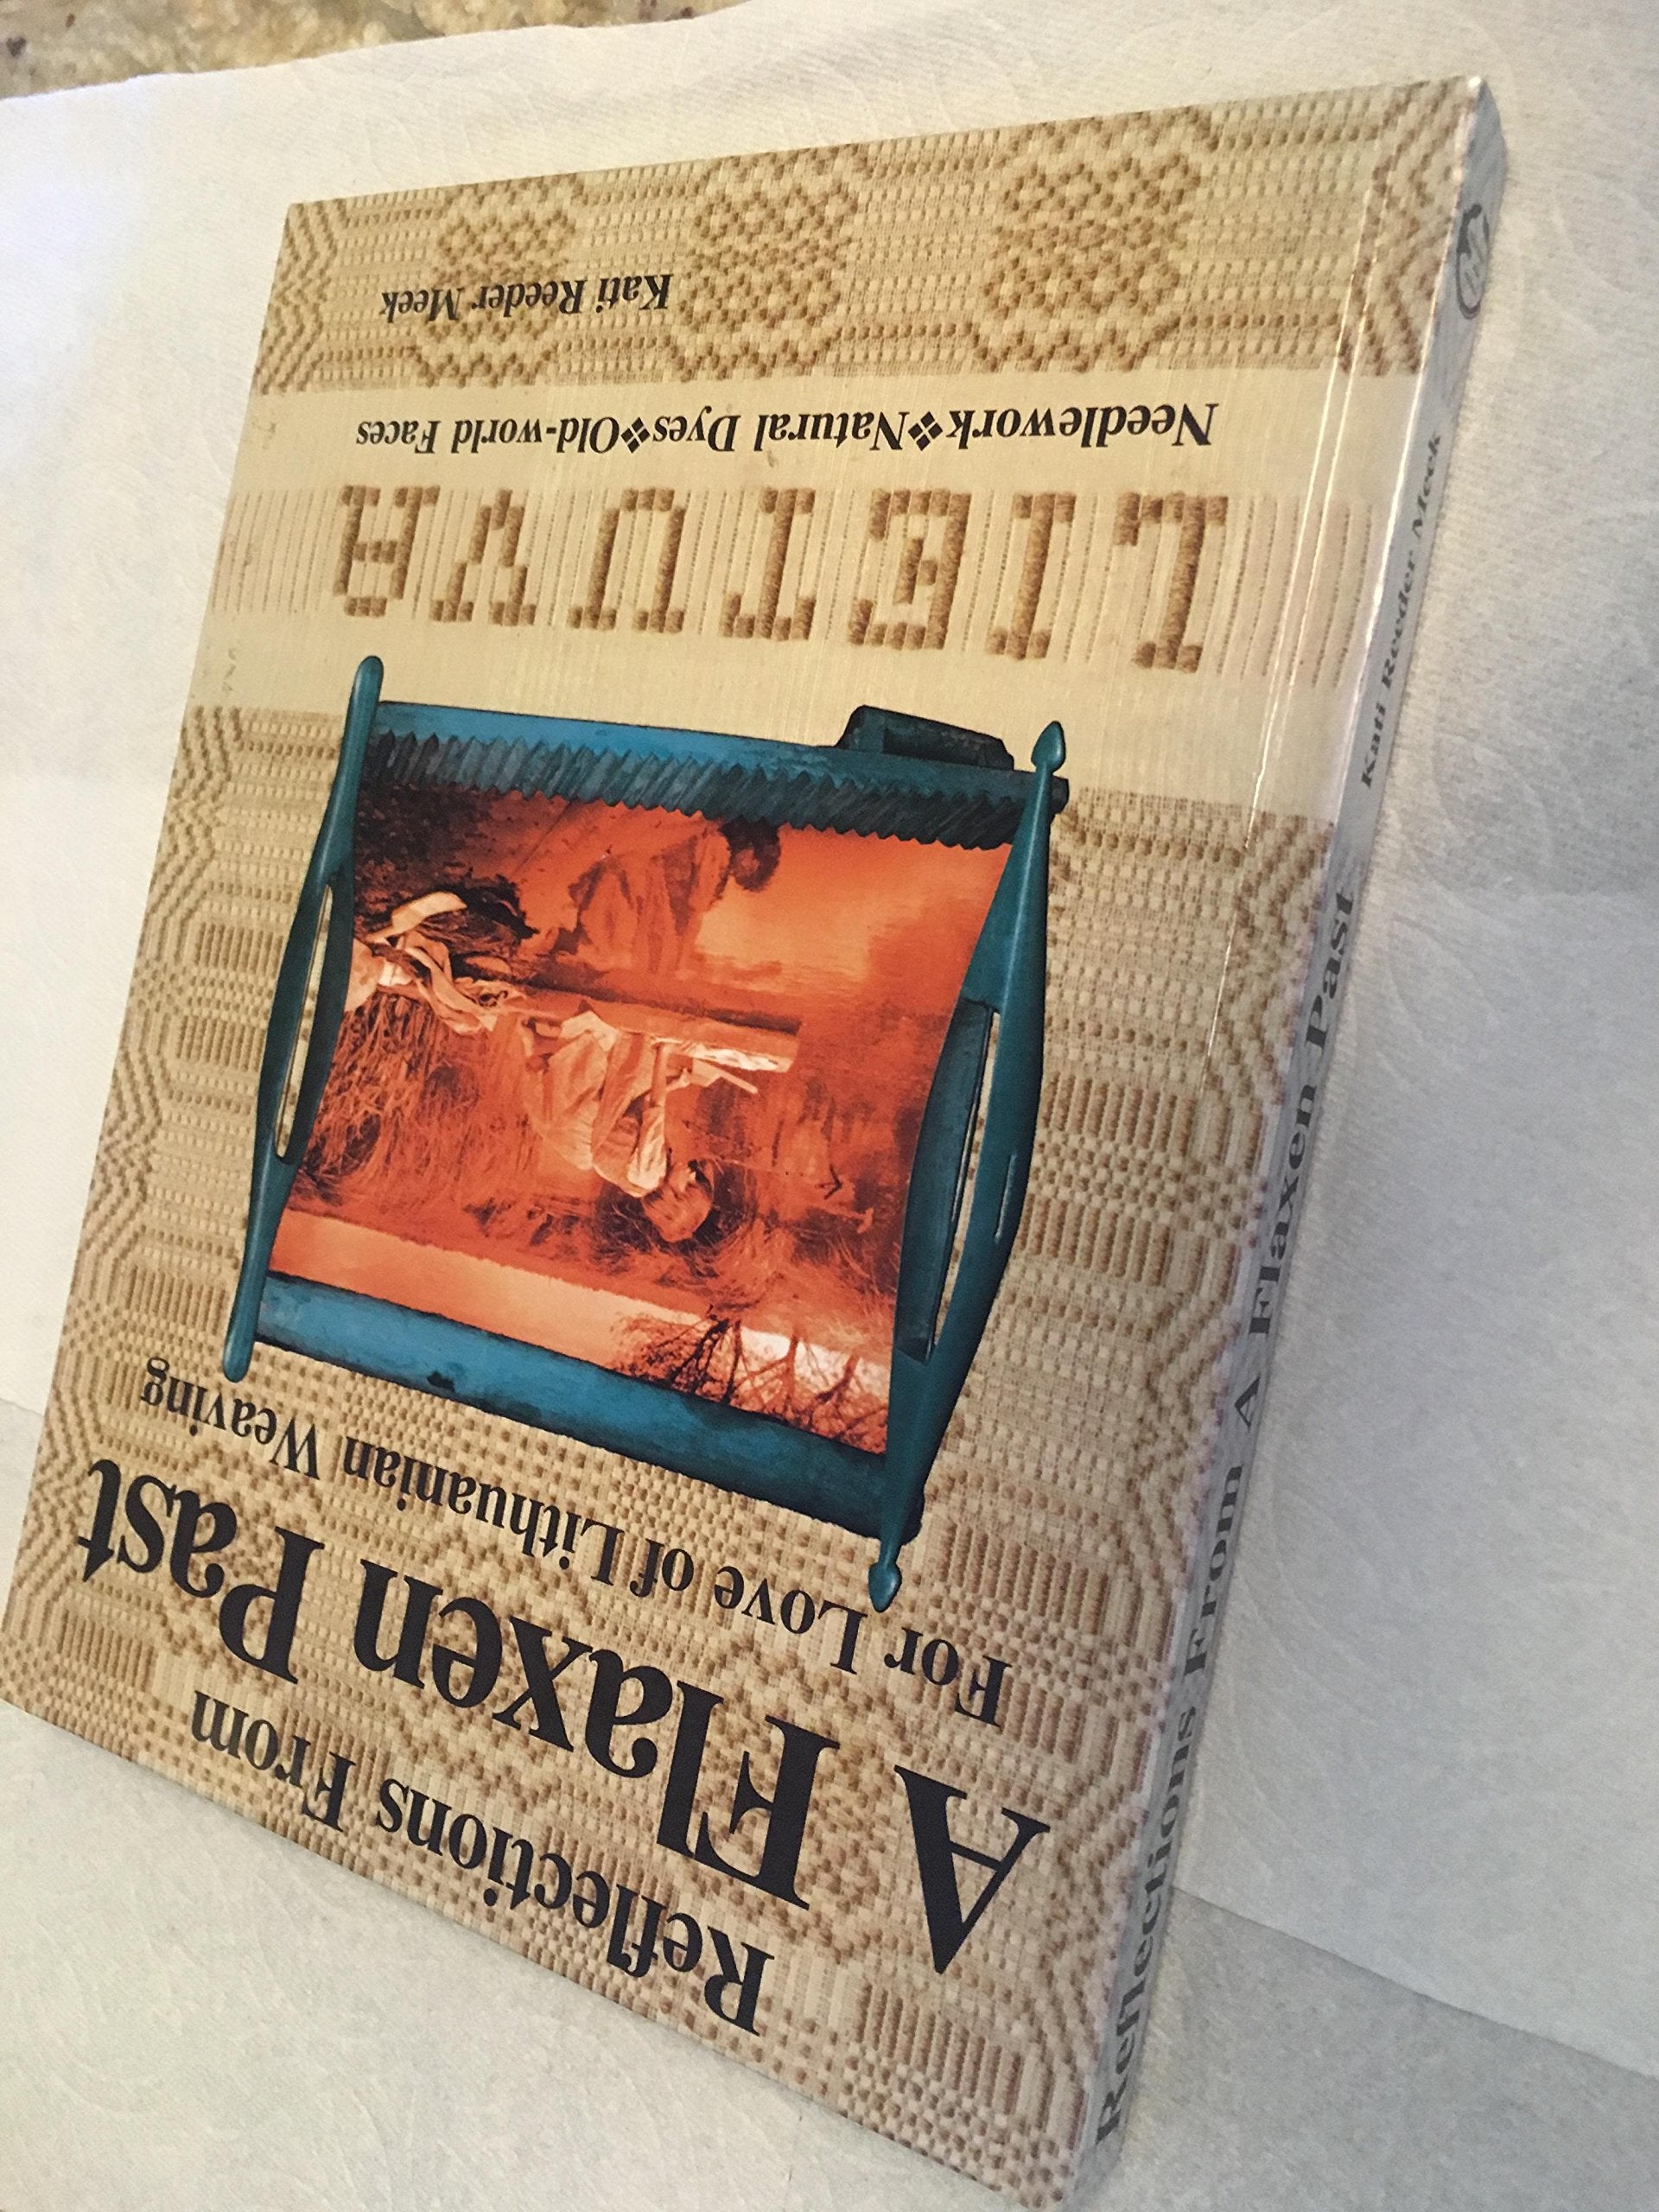 Reflections From
A Flaxen Past
For Love of Lithuanian Weaving
LIETUVA
Needlework❖Natural Dyes❖Old-world Faces
Kati Reeder Meek
Reflections From A Flaxen Past Kati Reeder Meek